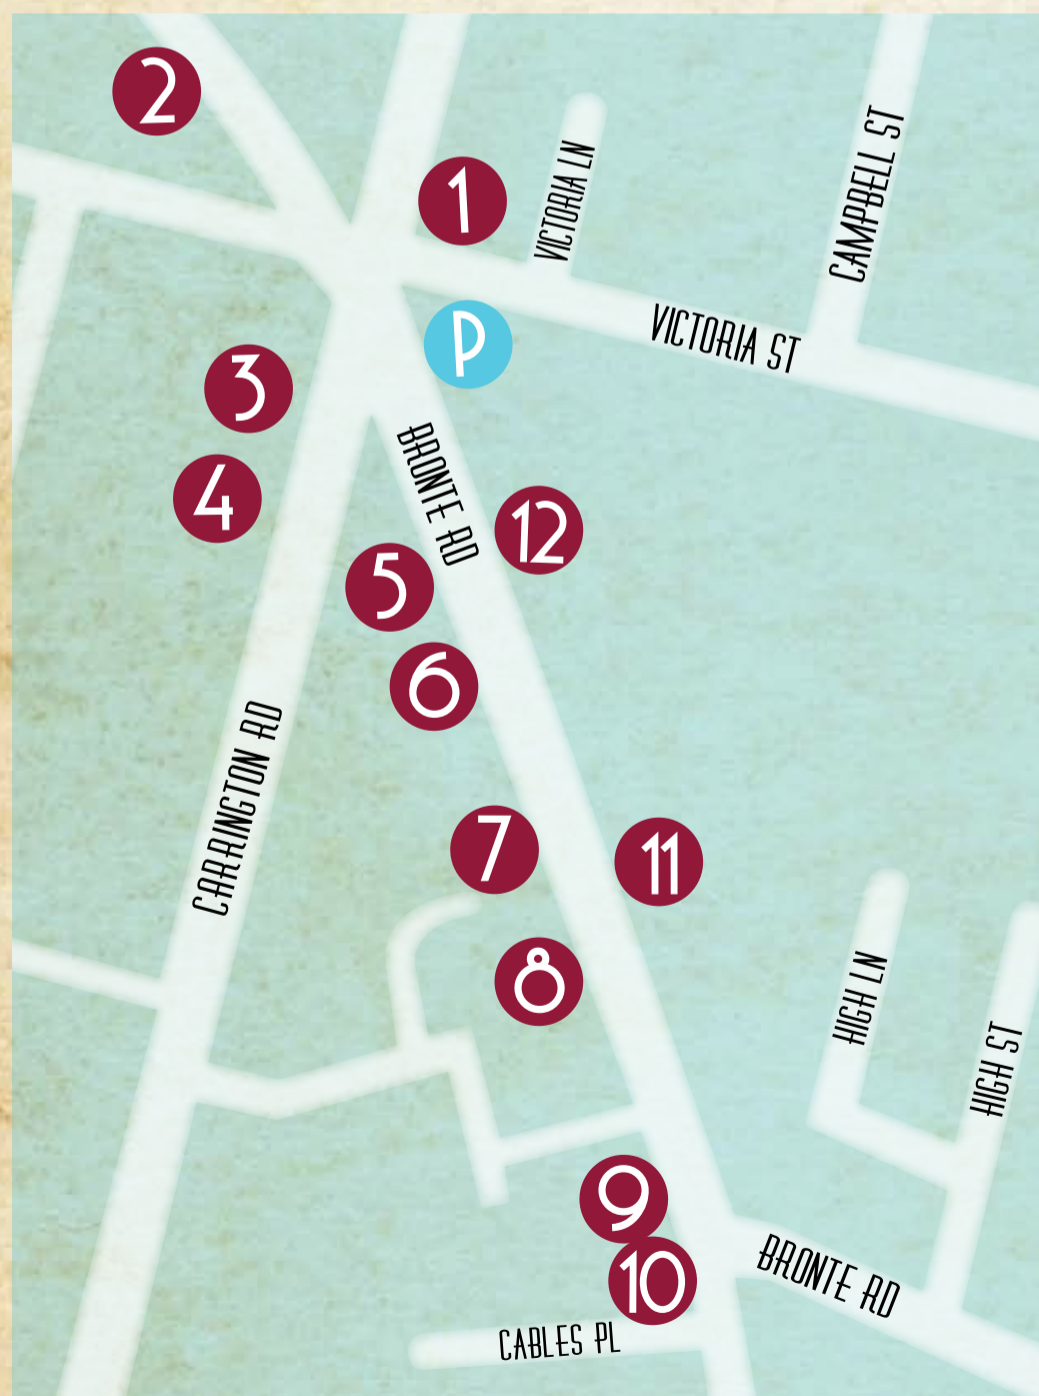 2
1
VICTORIA LN
CAMPBELL ST
VICTORIA ST
P
3
BRONTE RD
4
12
5
6
CARRINGTON RD
7
11
8
HIGH LN
HIGH ST
9
10
BRONTE RD
CABLES PL